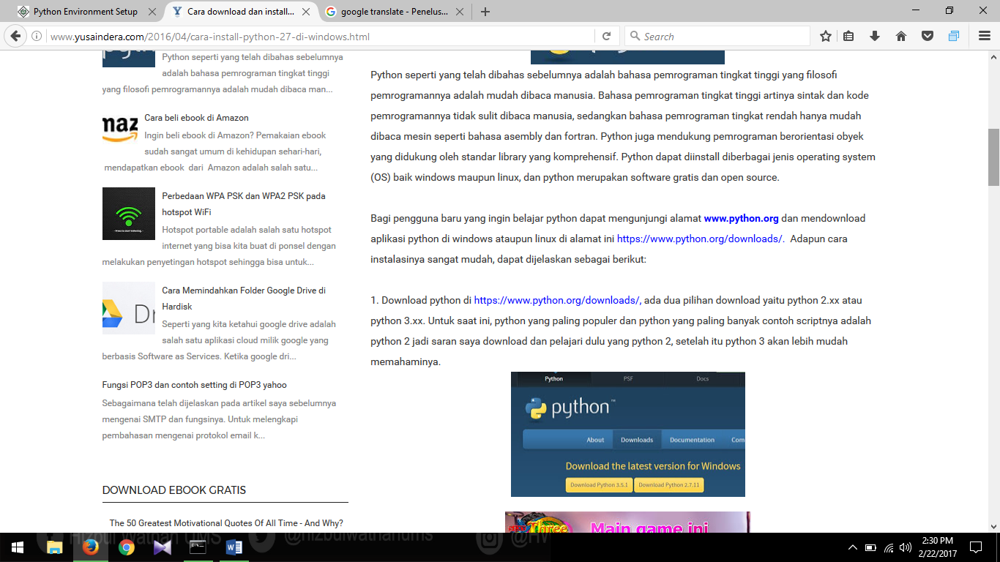 Python Environment Setup
Cara download dan install...
google translate - Penelus...
www.yusaindera.com/2016/04/cara-install-python-27-di-windows.html
Search
Python seperti yang telah dibahas sebelumnya
adalah bahasa pemrograman tingkat tinggi
yang filosofi pemrogramannya adalah mudah dibaca man...
maz
Cara beli ebook di Amazon
Ingin beli ebook di Amazon? Pemakaian ebook
sudah sangat umum di kehidupan sehari-hari,
mendapatkan ebook dari Amazon adalah salah satu...
Perbedaan WPA PSK dan WPA2 PSK pada
hotspot WiFi
Hotspot portable adalah salah satu hotspot
internet yang bisa kita buat di ponsel dengan
melakukan penyetingan hotspot sehingga bisa untuk...
Cara Memindahkan Folder Google Drive di
Hardisk
Dr
Seperti yang kita ketahui google drive adalah
salah satu aplikasi cloud milik google yang
berbasis Software as Services. Ketika google dri...
Fungsi POP3 dan contoh setting di POP3 yahoo
Sebagaimana telah dijelaskan pada artikel saya sebelumnya
mengenai SMTP dan fungsinya. Untuk melengkapi
pembahasan mengenai protokol email k...
DOWNLOAD EBOOK GRATIS
The 50 Greatest Motivational Quotes Of All Time - And Why?
Python seperti yang telah dibahas sebelumnya adalah bahasa pemrograman tingkat tinggi yang filosofi
pemrogramannya adalah mudah dibaca manusia. Bahasa pemrograman tingkat tinggi artinya sintak dan kode
pemrogramannya tidak sulit dibaca manusia, sedangkan bahasa pemrograman tingkat rendah hanya mudah
dibaca mesin seperti bahasa asembly dan fortran. Python juga mendukung pemrograman berorientasi obyek
yang didukung oleh standar library yang komprehensif. Python dapat diinstall diberbagai jenis operating system
(OS) baik windows maupun linux, dan python merupakan software gratis dan open source.
Bagi pengguna baru yang ingin belajar python dapat mengunjungi alamat www.python.org dan mendownload
aplikasi python di windows ataupun linux di alamat ini https://www.python.org/downloads/. Adapun cara
instalasinya sangat mudah, dapat dijelaskan sebagai berikut:
1. Download python di https://www.python.org/downloads/, ada dua pilihan download yaitu python 2.xx atau
python 3.xx. Untuk saat ini, python yang paling populer dan python yang paling banyak contoh scriptnya adalah
python 2 jadi saran saya download dan pelajari dulu yang python 2, setelah itu python 3 akan lebih mudah
memahaminya.
Python PSF Docs
python™
About Downloads Documentation Com
Download the latest version for Windows
Download Python 3.5.1 Download Python 2.7.11
Three
Main game ini
@hizbulwathanums
2:30 PM
2/22/2017